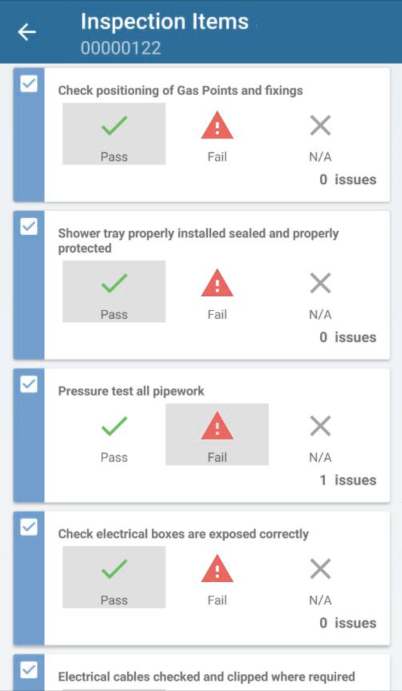 Inspection Items
00000122
Check positioning of Gas Points and fixings
Pass Fail N/A
0 issues
Shower tray properly installed sealed and properly
protected
Pass Fail N/A
0 issues
Pressure test all pipework
Pass Fail N/A
1 issues
Check electrical boxes are exposed correctly
Pass Fail N/A
0 issues
Electrical cables checked and clipped where required